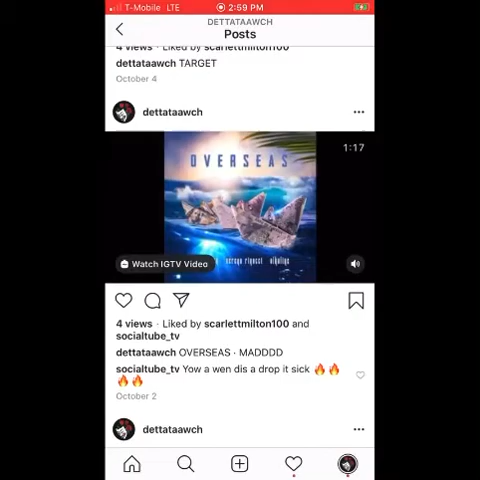 T-Mobile LTE
2:59 PM
DETTATAAWCH
Posts
4 views · Liked by scarlettmilton100
dettataawch TARGET
October 4
dettataawch
OVERSEAS
1:17
Watch IGTV Video
4 views · Liked by scarlettmilton100 and
socialtube_tv
dettataawch OVERSEAS · MADDDD
socialtube_tv Yow a wen dis a drop it sick 🔥🔥
🔥🔥
October 2
dettataawch